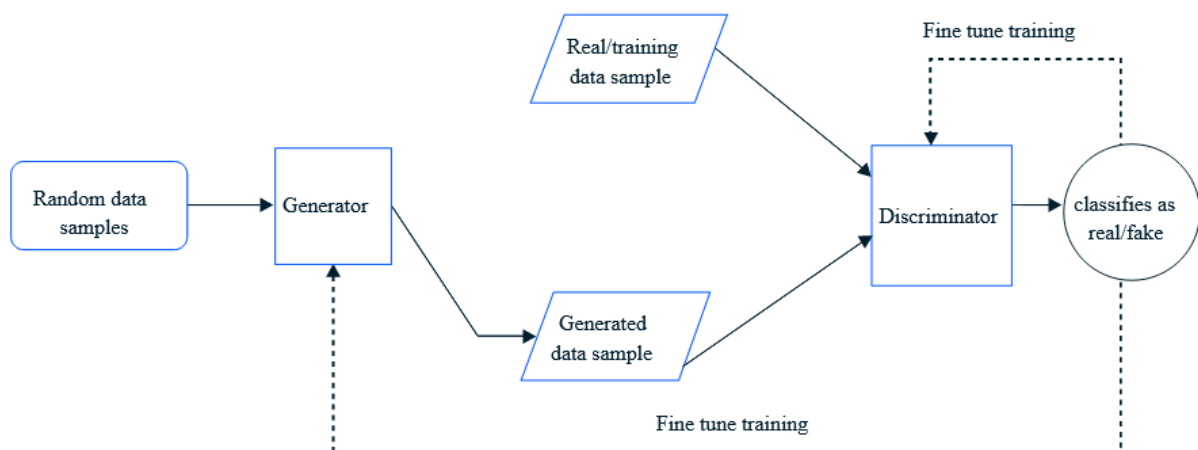 Fine tune training
Real/training
data sample
Random data
samples
Generator
Discriminator
classifies as
real/fake
Generated
data sample
Fine tune training